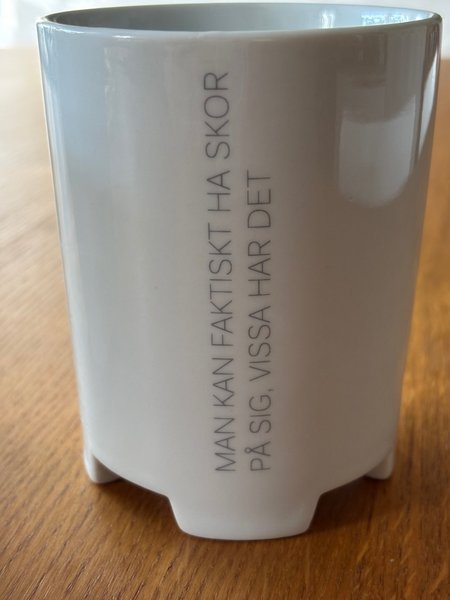 MAN KAN FAKTISKT HA SKOR
PÅ SIG, VISSA HAR DET